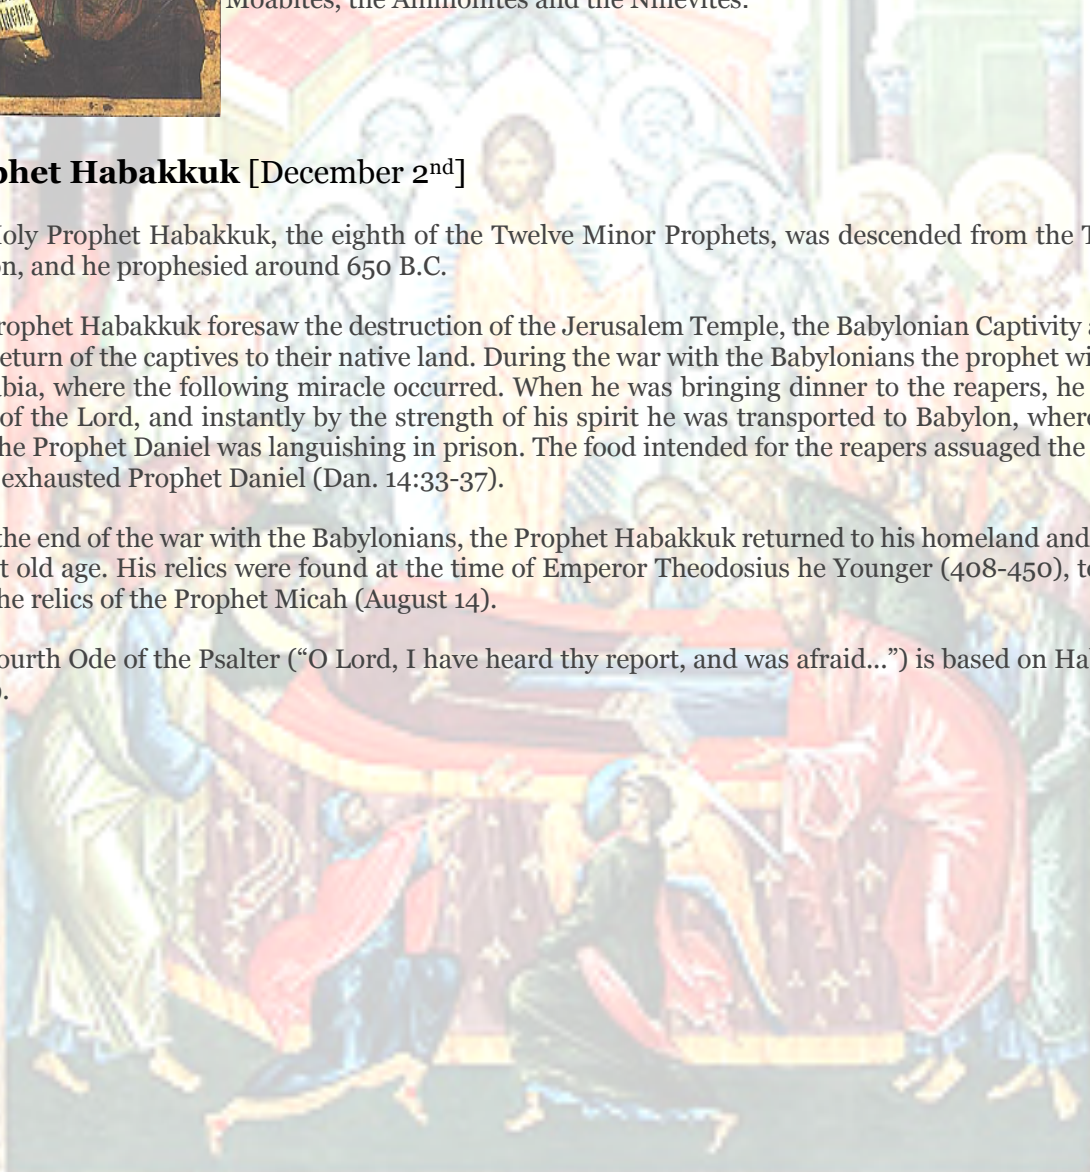 Moabites, the Ammonites and the Ninevites.
phet Habakkuk [December 2nd]
oly Prophet Habakkuk, the eighth of the Twelve Minor Prophets, was descended from the T
on, and he prophesied around 650 B.C.
rophet Habakkuk foresaw the destruction of the Jerusalem Temple, the Babylonian Captivity a
eturn of the captives to their native land. During the war with the Babylonians the prophet wi
bia, where the following miracle occurred. When he was bringing dinner to the reapers, he
of the Lord, and instantly by the strength of his spirit he was transported to Babylon, where
he Prophet Daniel was languishing in prison. The food intended for the reapers assuaged the
exhausted Prophet Daniel (Dan. 14:33-37).
the end of the war with the Babylonians, the Prophet Habakkuk returned to his homeland and
t old age. His relics were found at the time of Emperor Theodosius he Younger (408-450), to
he relics of the Prophet Micah (August 14).
ourth Ode of the Psalter (“O Lord, I have heard thy report, and was afraid...”) is based on Hab
).